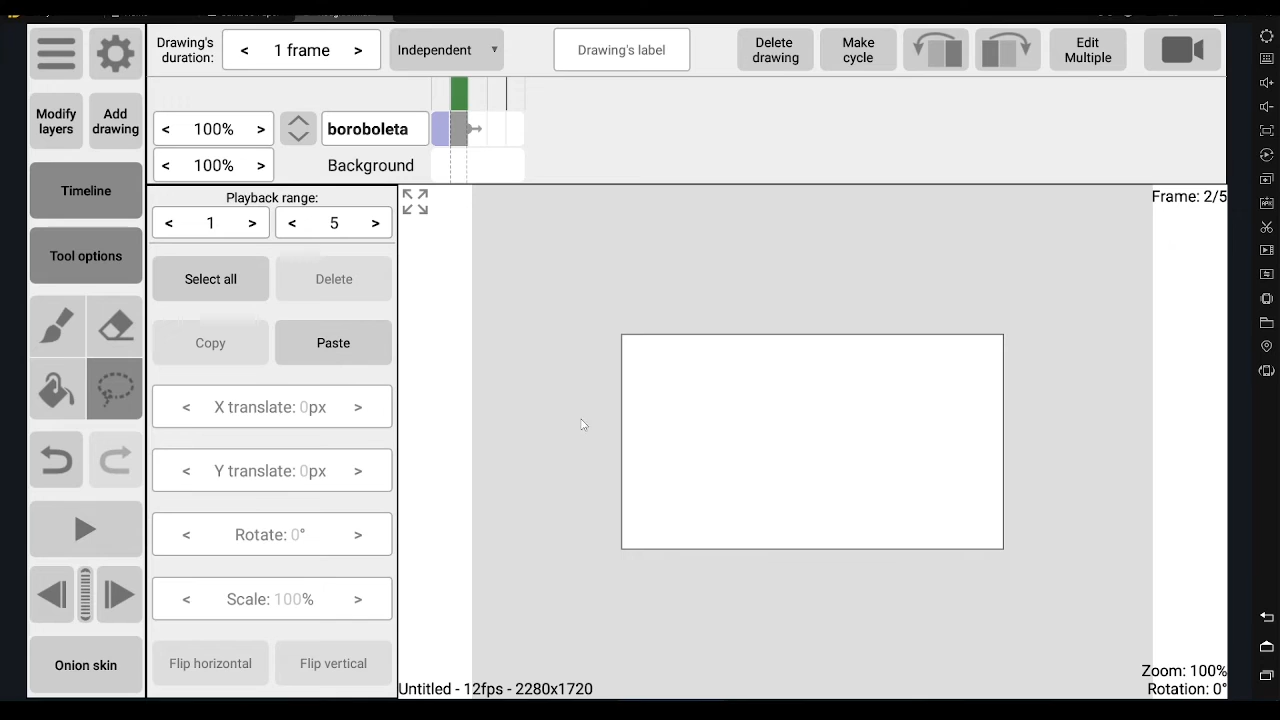 Drawing's
duration:
< 1 frame >
Independent
Drawing's label
Delete
drawing
Make
cycle
Edit
Multiple
Modify
layers
Add
drawing
< 100% >
boroboleta
< 100% >
Background
Timeline
Playback range:
Frame: 2/5
< 1 >
< 5 >
Tool options
Select all
Delete
Copy
Paste
< X translate: 0px >
< Y translate: 0px >
< Rotate: 0° >
< Scale: 100% >
Onion skin
Flip horizontal
Flip vertical
Zoom: 100%
Untitled - 12fps - 2280x1720
Rotation: 0°